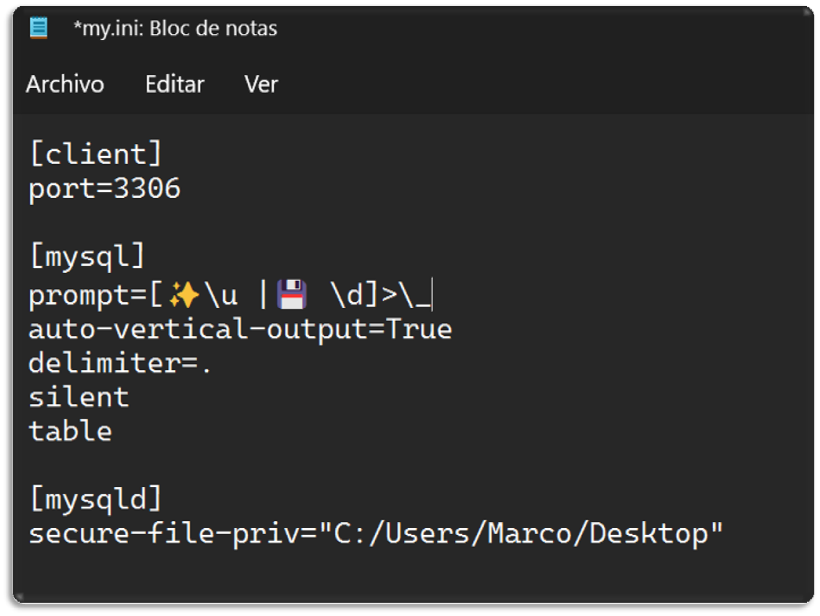 *my.ini: Bloc de notas
Archivo Editar Ver
[client]
port=3306
[mysql]
prompt=[✨\u |💾 \d]>\_
auto-vertical-output=True
delimiter=.
silent
table
[mysqld]
secure-file-priv="C:/Users/Marco/Desktop"